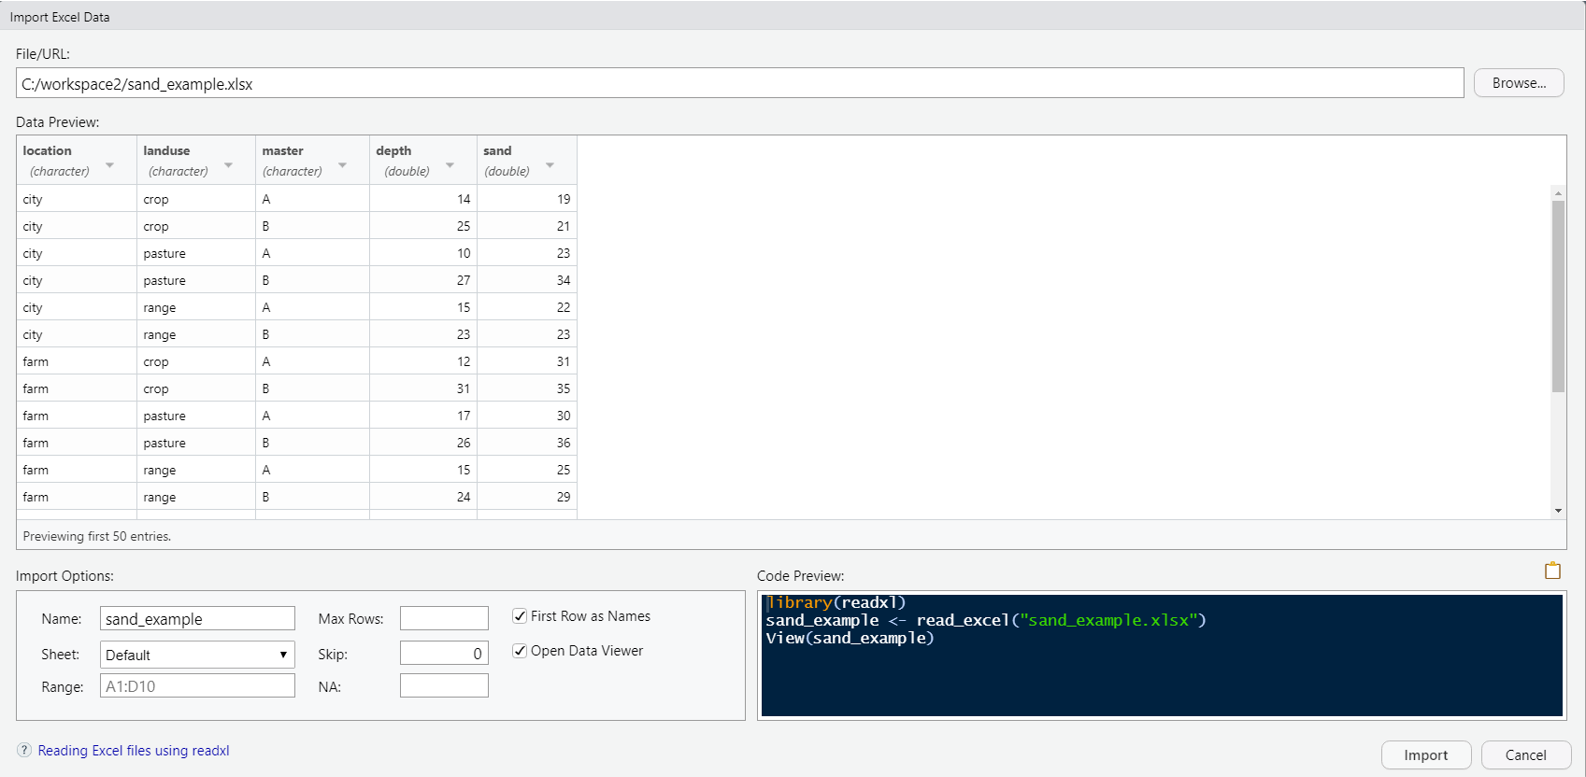 Import Excel Data
File/URL:
C:/workspace2/sand_example.xlsx
Browse...
Data Preview:
location landuse master depth sand
(character) (character) (character) (double) (double)
city crop A 14 19
city crop B 25 21
city pasture A 10 23
city pasture B 27 34
city range A 15 22
city range B 23 23
farm crop A 12 31
farm crop B 31 35
farm pasture A 17 30
farm pasture B 26 36
farm range A 15 25
farm range B 24 29
Previewing first 50 entries.
Import Options:
Name: sand_example
Sheet: Default
Range: A1:D10
Max Rows:
Skip: 0
NA:
First Row as Names
Open Data Viewer
Code Preview:
library(readxl)
sand_example <- read_excel("sand_example.xlsx")
View(sand_example)
? Reading Excel files using readxl
Import
Cancel